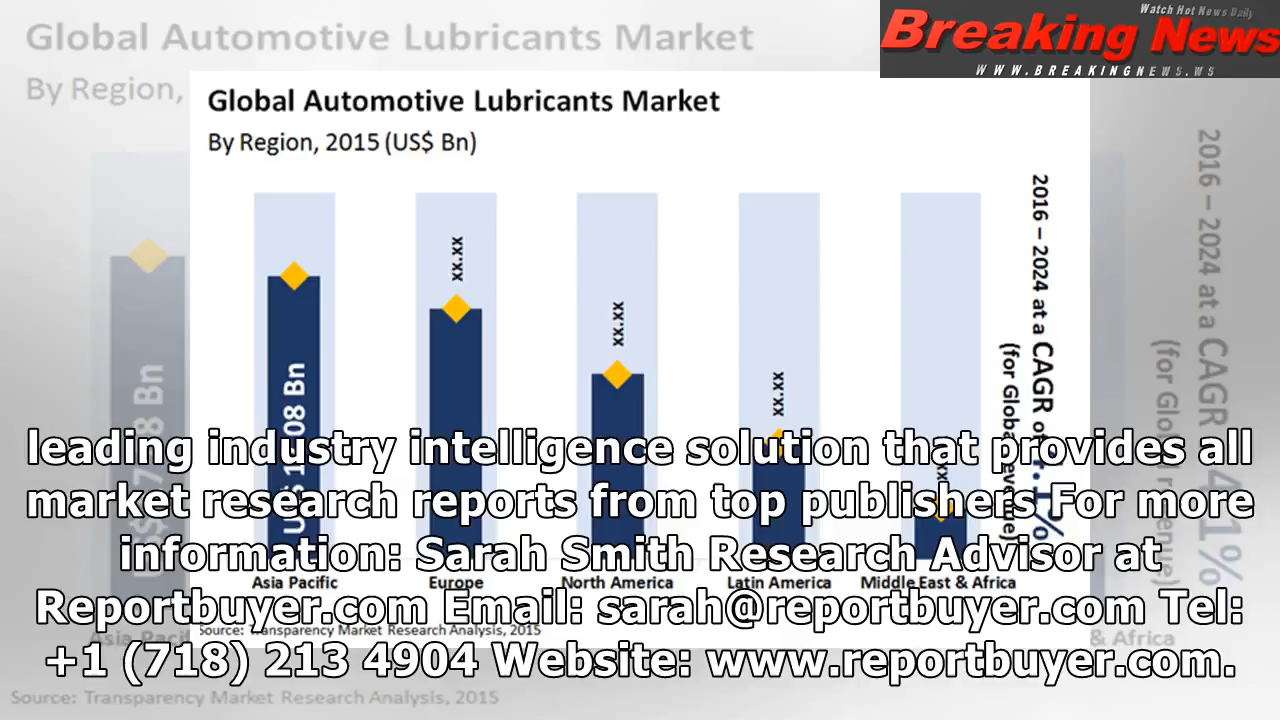 Global Automotive Lubricants Market
By Region,
Watch Hot News Daily
Breaking News
WWW.BREAKINGNEWS.WS
Global Automotive Lubricants Market
By Region, 2015 (US$ Bn)
xx.xx
xx.xx
xx.xx
2016 – 2024 at a CAGR of
(for Global revenue)
2016 – 2024 at a CAGR
leading industry intelligence solution that provides all
market research reports from top publishers For more
information: Sarah Smith Research Advisor at
Reportbuyer.com Email: sarah@reportbuyer.com Tel:
+1 (718) 213 4904 Website: www.reportbuyer.com.
Asia Pacific
Europe
North America
Latin America
Middle East & Africa
Source: Transparency Market Research Analysis, 2015
& Africa
Source: Transparency Market Research Analysis, 2015